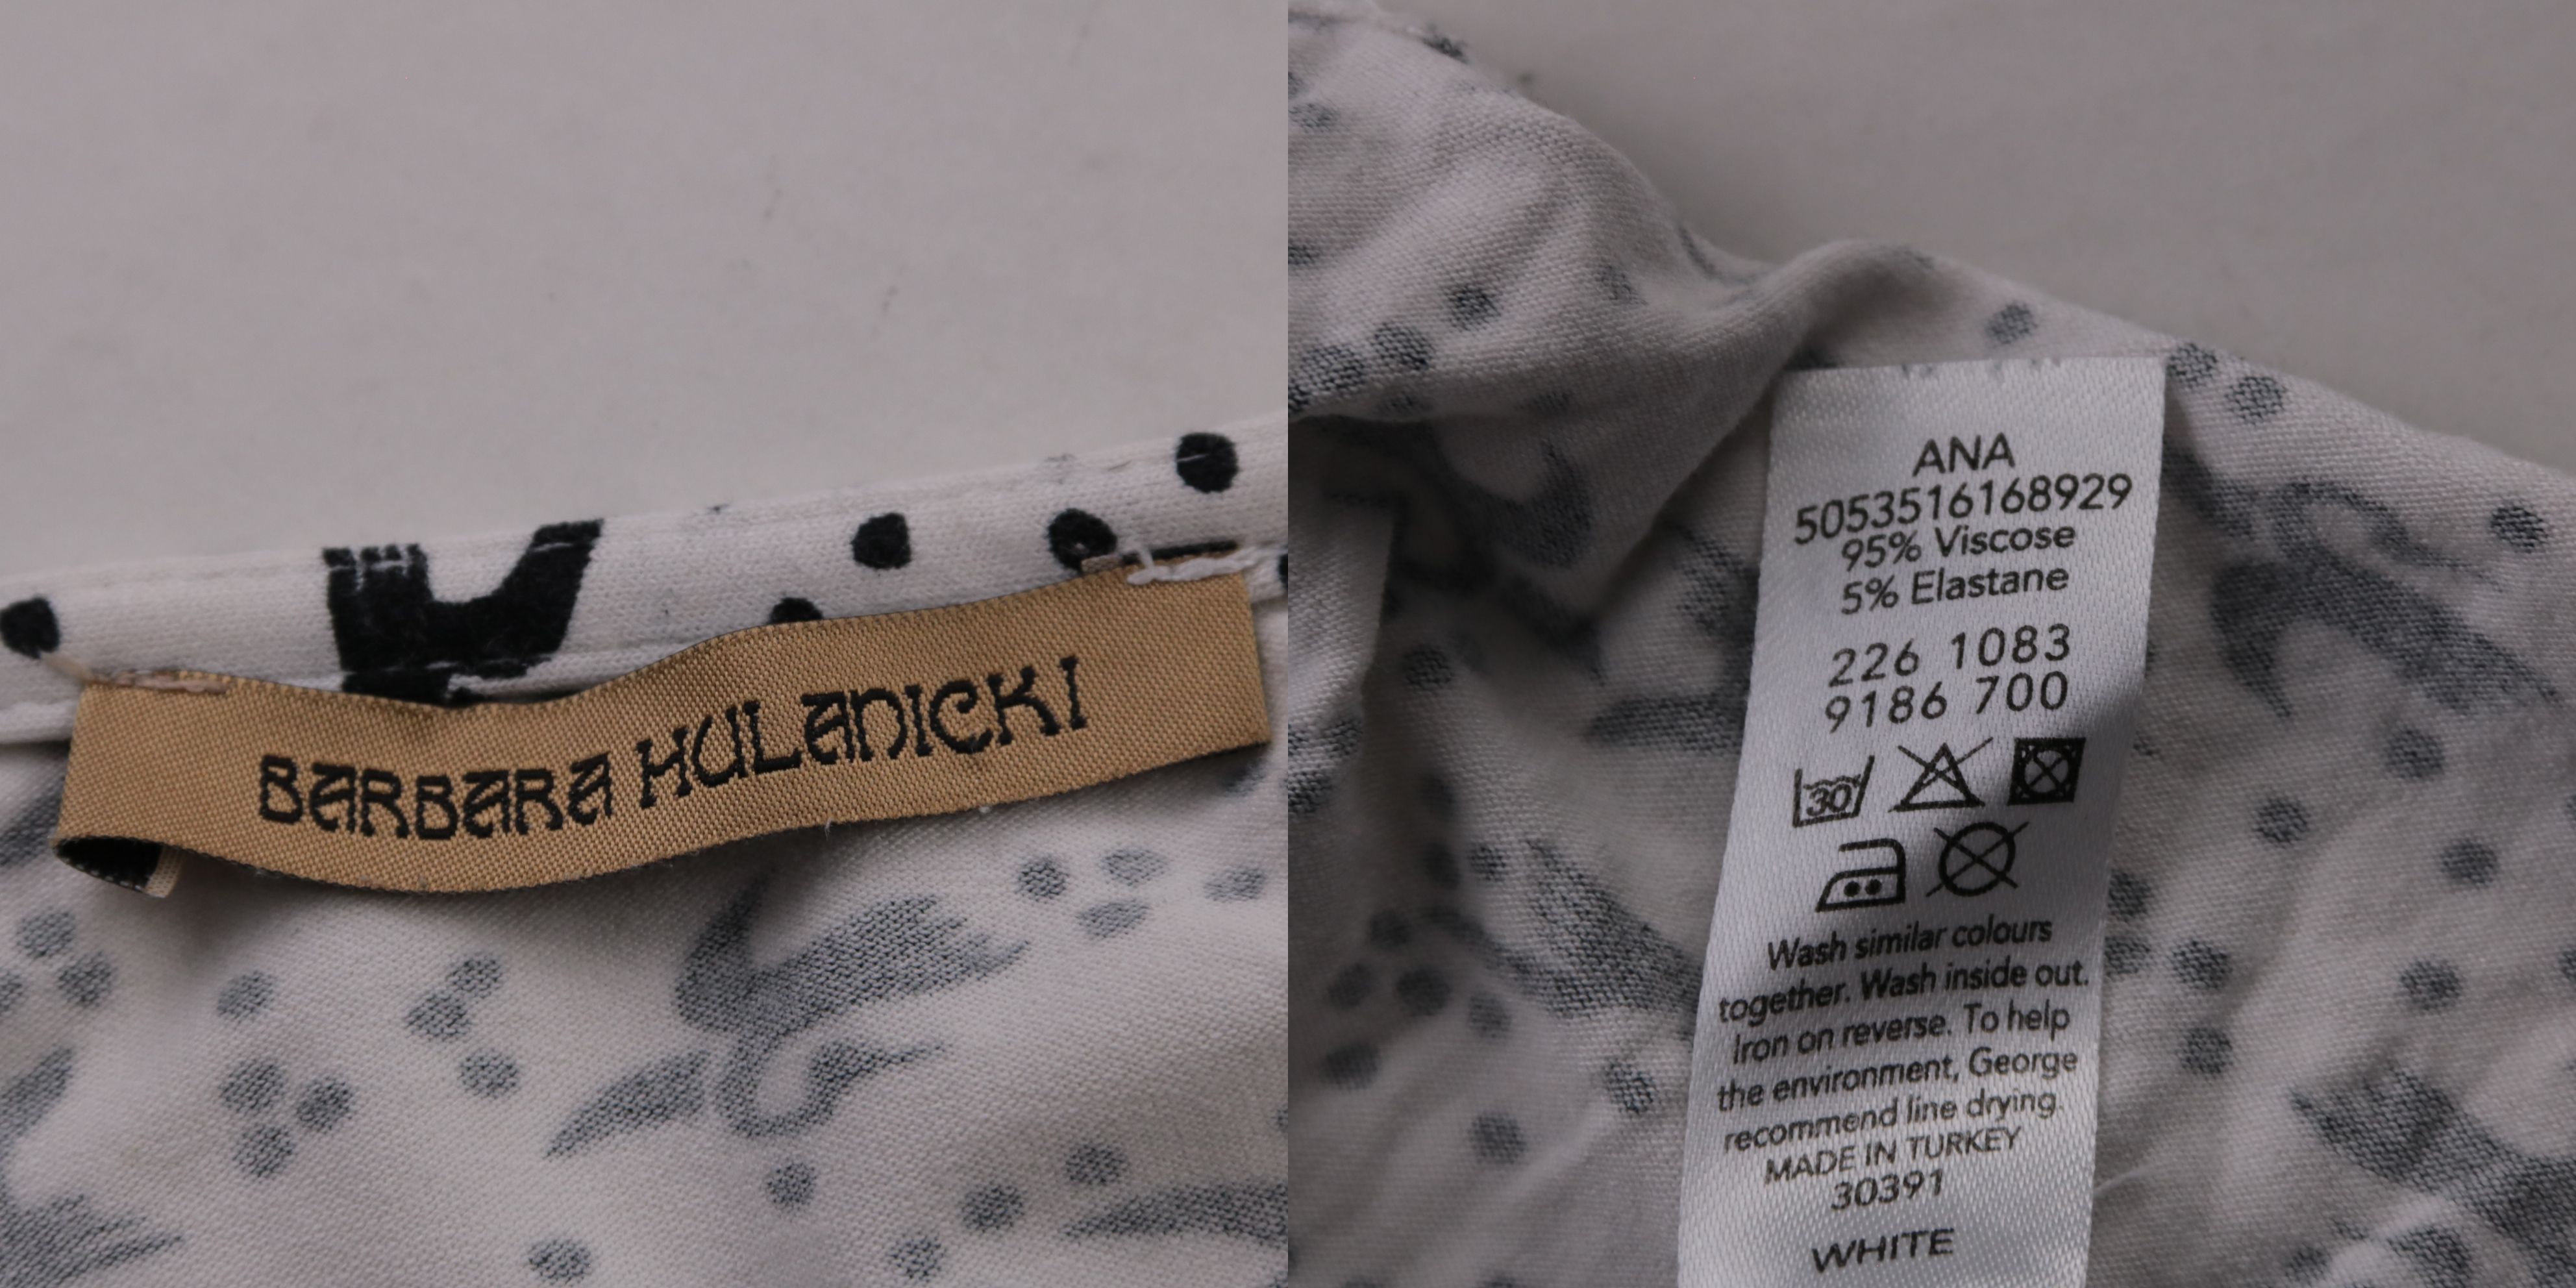 BARBARA HULANICKI
ANA
5053516168929
95% Viscose
5% Elastane
226 1083
9186 700
30
Wash similar colours
together. Wash inside out.
Iron on reverse. To help
the environment, George
recommend line drying.
MADE IN TURKEY
30391
WHITE